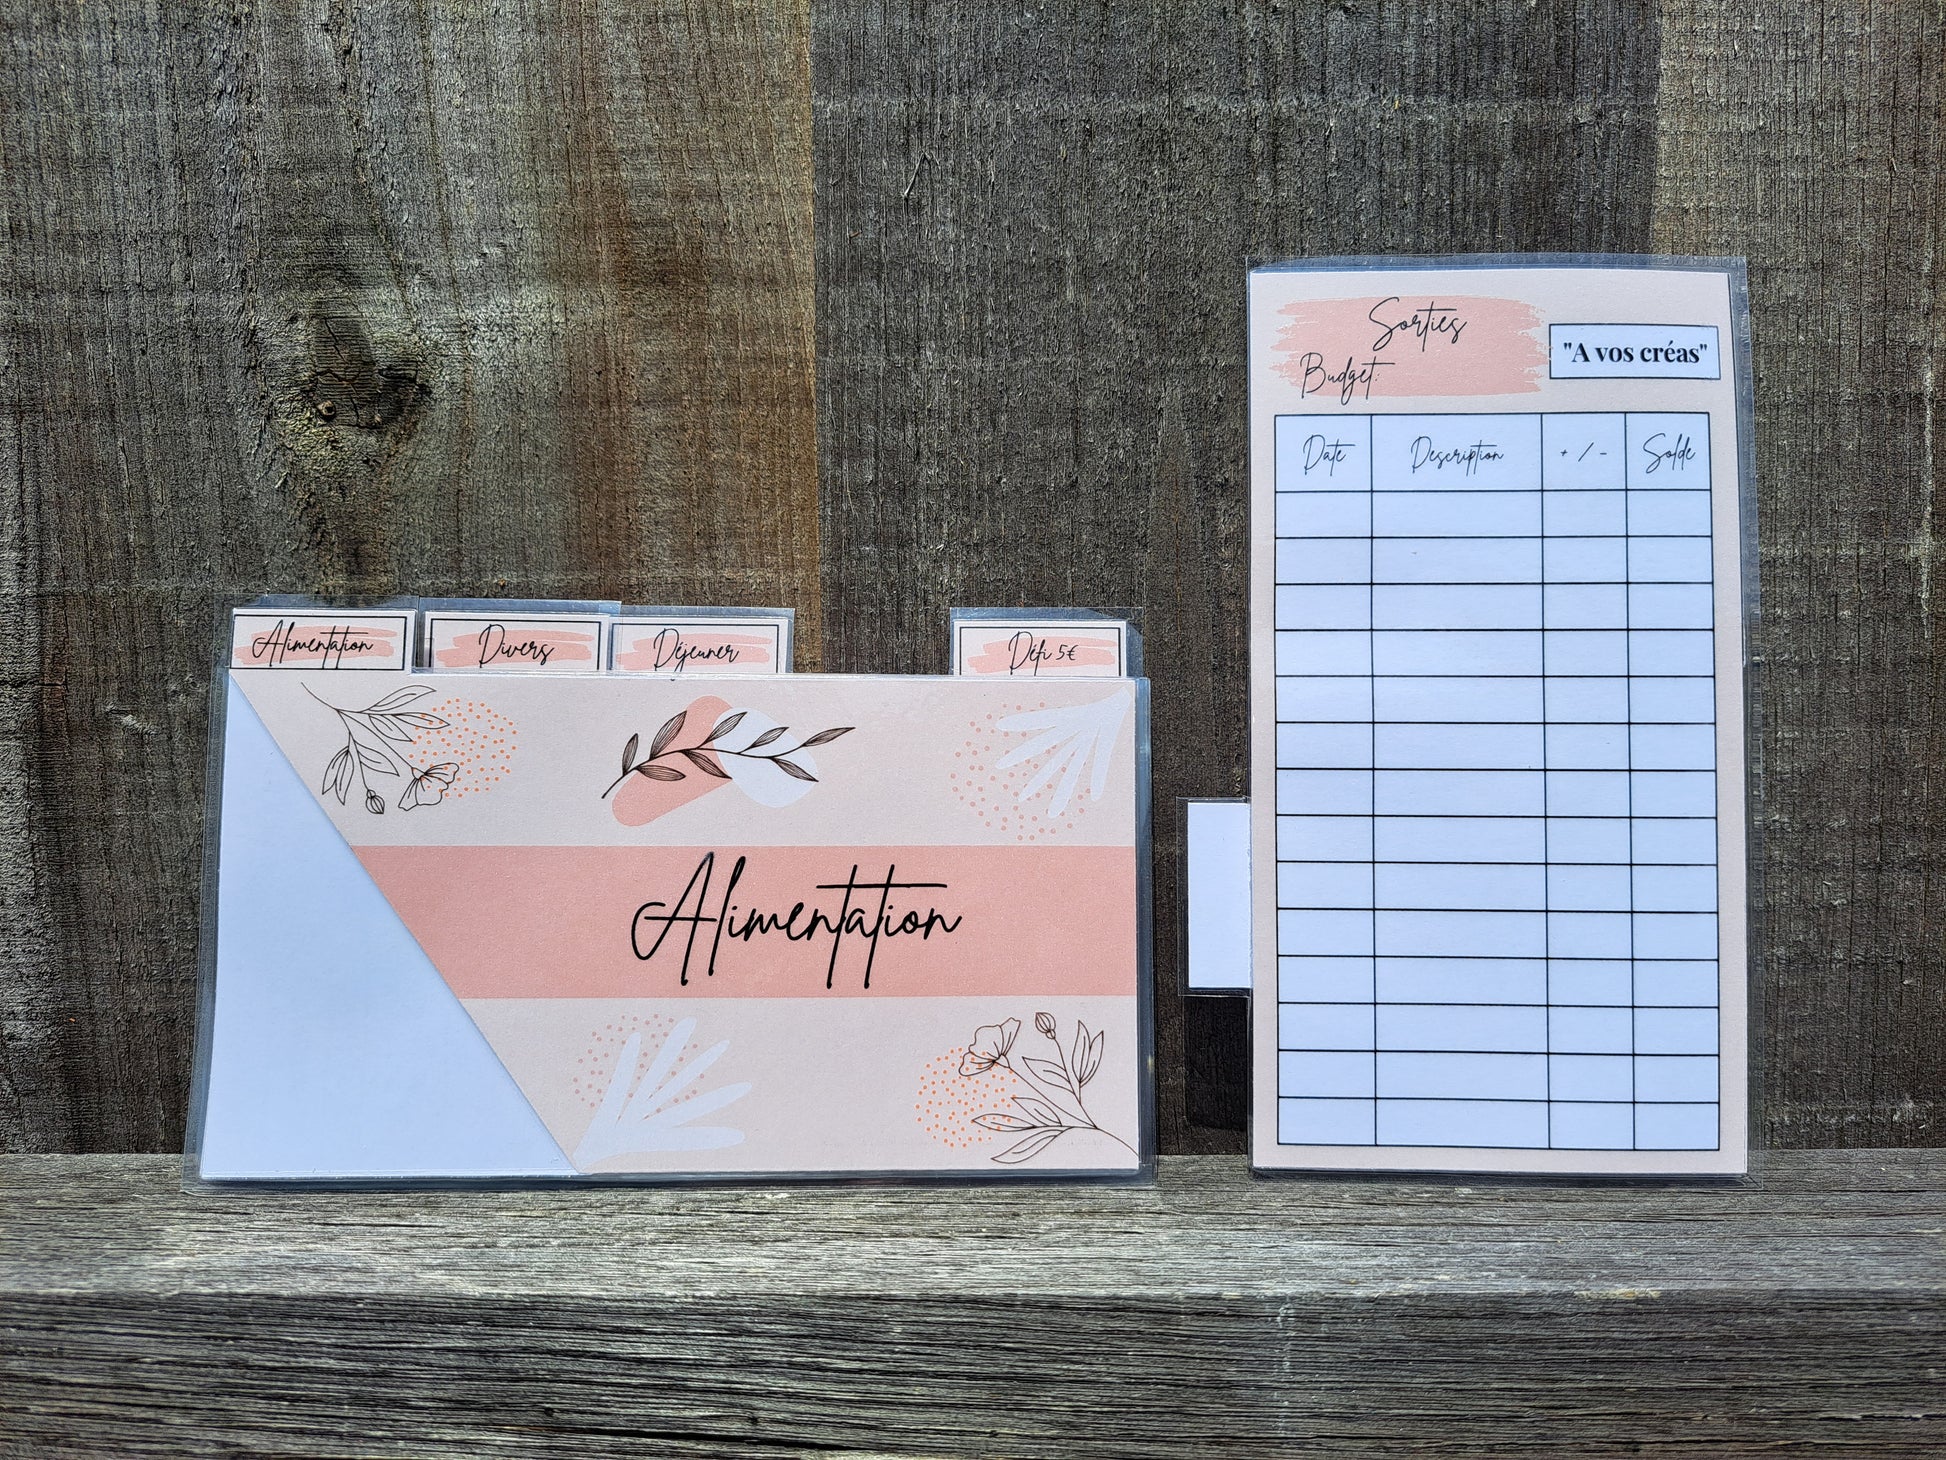 Alimentation
Divers
Déjeuner
Défi 5€
Alimentation
Sorties
Budget:
"A vos créas"
Date
Description
+ / -
Solde